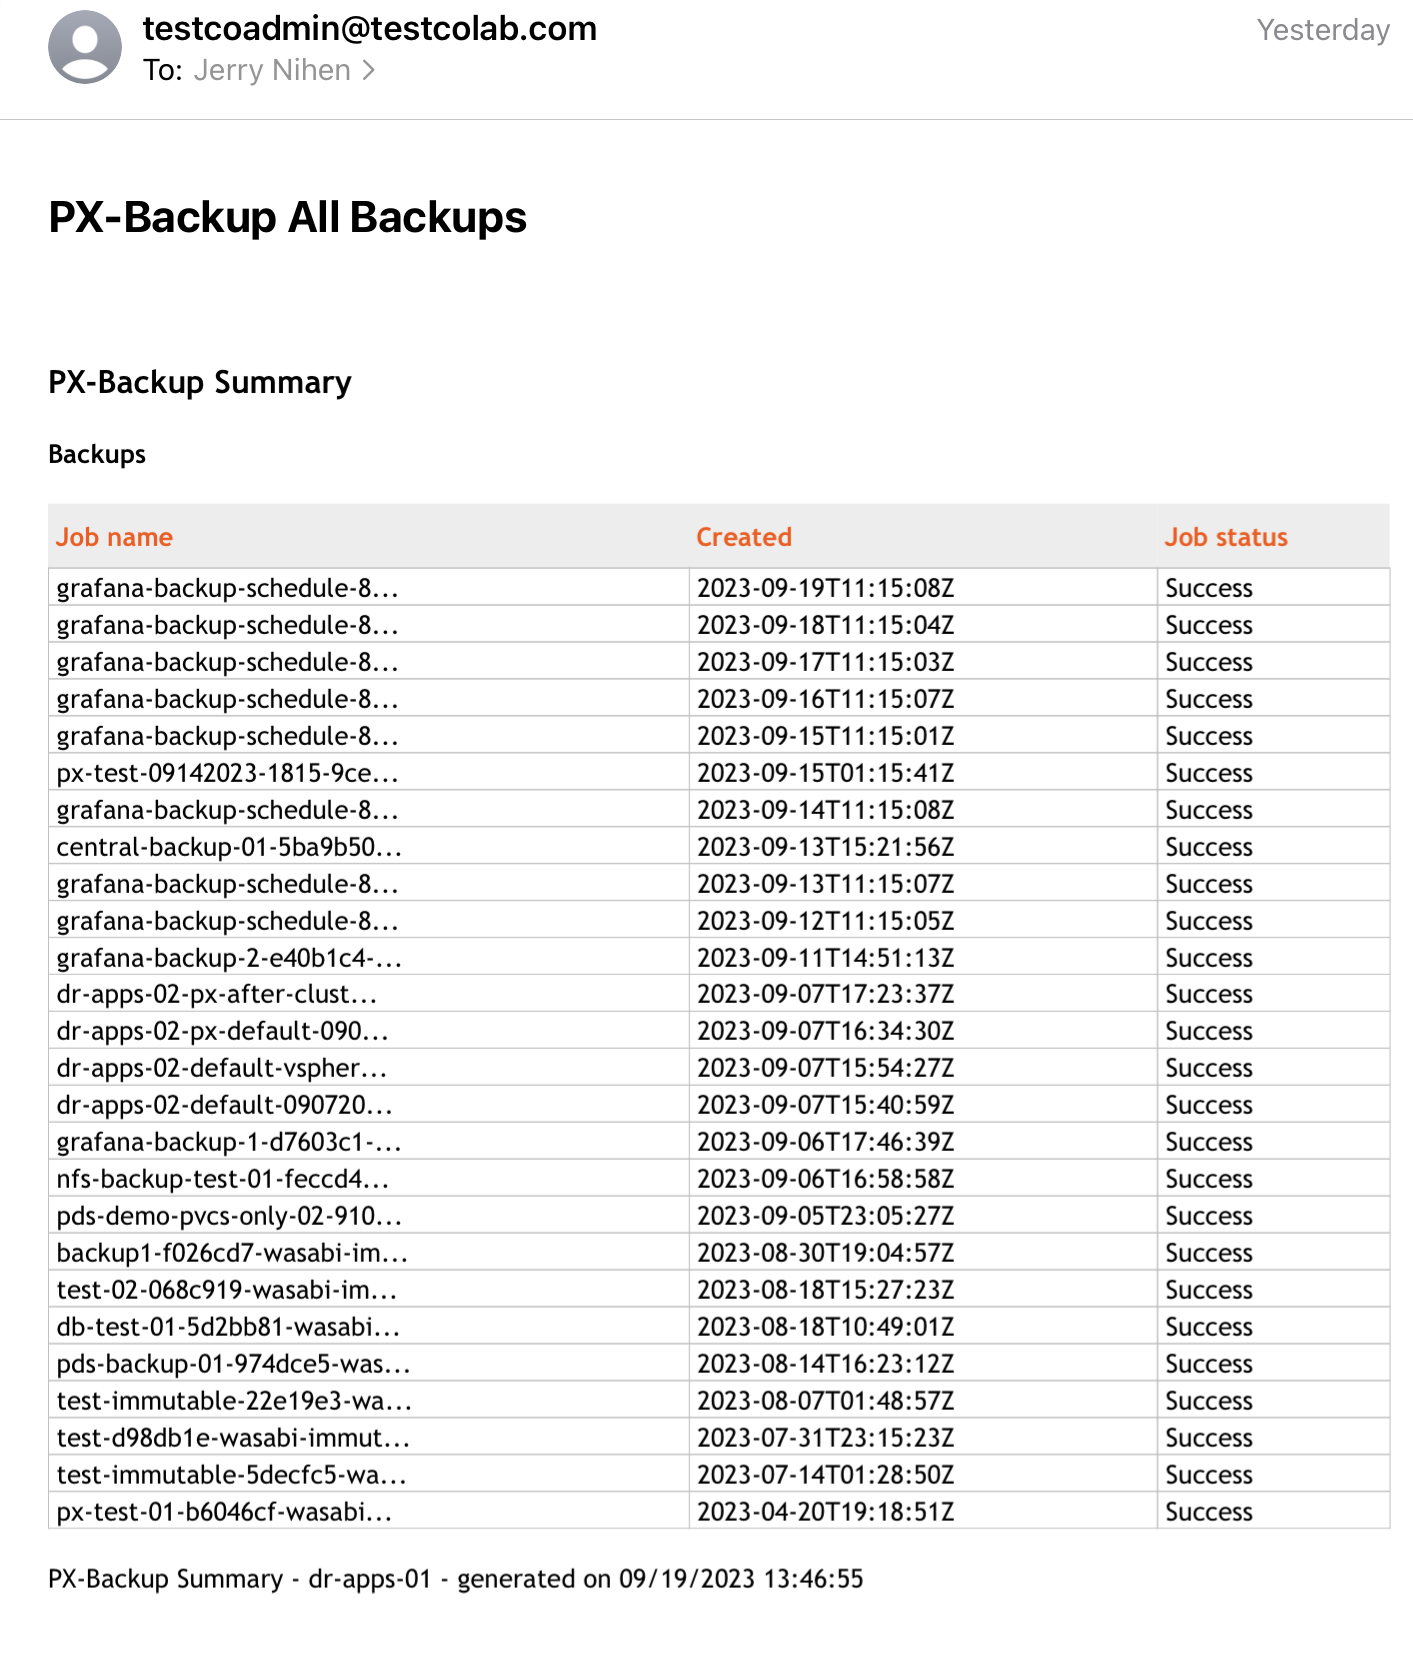 testcoadmin@testcolab.com
Yesterday
To: Jerry Nihen >
PX-Backup All Backups
PX-Backup Summary
Backups
Job name Created Job status
grafana-backup-schedule-8... 2023-09-19T11:15:08Z Success
grafana-backup-schedule-8... 2023-09-18T11:15:04Z Success
grafana-backup-schedule-8... 2023-09-17T11:15:03Z Success
grafana-backup-schedule-8... 2023-09-16T11:15:07Z Success
grafana-backup-schedule-8... 2023-09-15T11:15:01Z Success
px-test-09142023-1815-9ce... 2023-09-15T01:15:41Z Success
grafana-backup-schedule-8... 2023-09-14T11:15:08Z Success
central-backup-01-5ba9b50... 2023-09-13T15:21:56Z Success
grafana-backup-schedule-8... 2023-09-13T11:15:07Z Success
grafana-backup-schedule-8... 2023-09-12T11:15:05Z Success
grafana-backup-2-e40b1c4-... 2023-09-11T14:51:13Z Success
dr-apps-02-px-after-clust... 2023-09-07T17:23:37Z Success
dr-apps-02-px-default-090... 2023-09-07T16:34:30Z Success
dr-apps-02-default-vspher... 2023-09-07T15:54:27Z Success
dr-apps-02-default-090720... 2023-09-07T15:40:59Z Success
grafana-backup-1-d7603c1-... 2023-09-06T17:46:39Z Success
nfs-backup-test-01-feccd4... 2023-09-06T16:58:58Z Success
pds-demo-pvcs-only-02-910... 2023-09-05T23:05:27Z Success
backup1-f026cd7-wasabi-im... 2023-08-30T19:04:57Z Success
test-02-068c919-wasabi-im... 2023-08-18T15:27:23Z Success
db-test-01-5d2bb81-wasabi... 2023-08-18T10:49:01Z Success
pds-backup-01-974dce5-was... 2023-08-14T16:23:12Z Success
test-immutable-22e19e3-wa... 2023-08-07T01:48:57Z Success
test-d98db1e-wasabi-immut... 2023-07-31T23:15:23Z Success
test-immutable-5decfc5-wa... 2023-07-14T01:28:50Z Success
px-test-01-b6046cf-wasabi... 2023-04-20T19:18:51Z Success
PX-Backup Summary - dr-apps-01 - generated on 09/19/2023 13:46:55